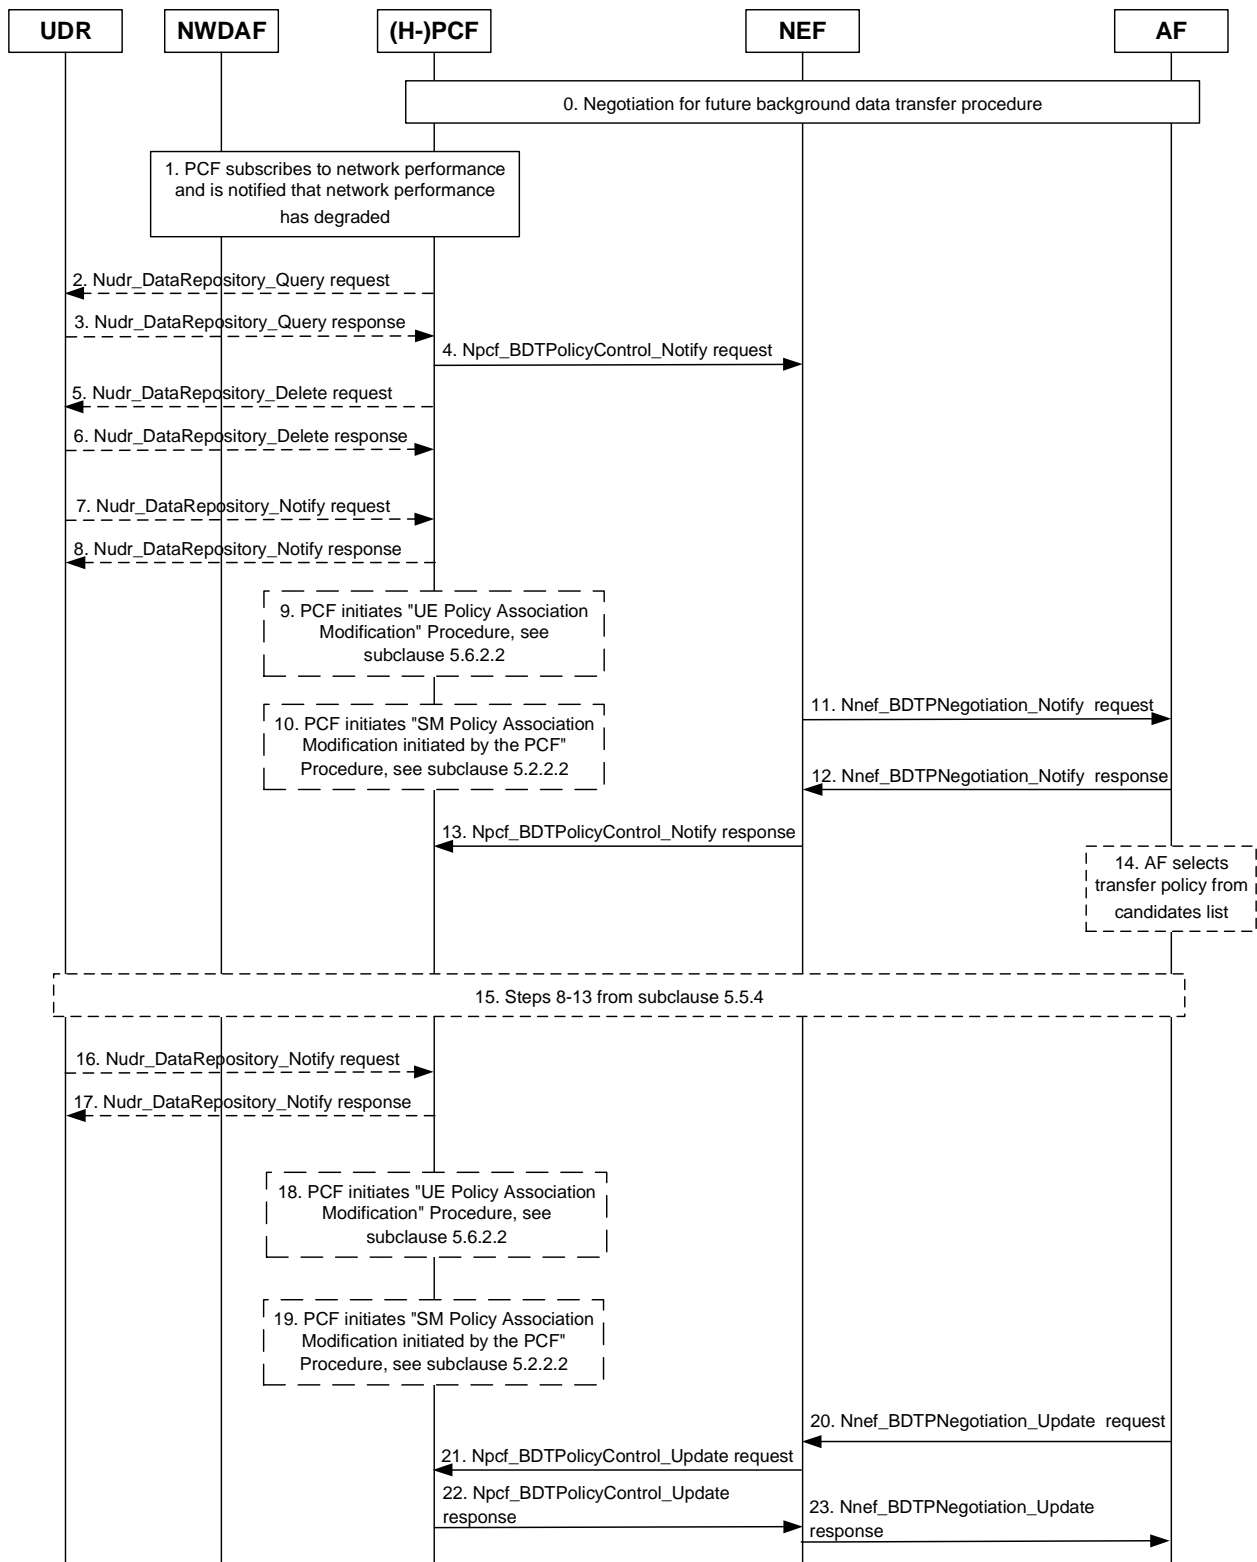 UDR
NWDAF
(H-)PCF
NEF
AF
0. Negotiation for future background data transfer procedure
1. PCF subscribes to network performance
and is notified that network performance
has degraded
2. Nudr_DataRepository_Query request
3. Nudr_DataRepository_Query response
4. Npcf_BDTPolicyControl_Notify request
5. Nudr_DataRepository_Delete request
6. Nudr_DataRepository_Delete response
7. Nudr_DataRepository_Notify request
8. Nudr_DataRepository_Notify response
9. PCF initiates "UE Policy Association
Modification" Procedure, see
subclause 5.6.2.2
10. PCF initiates "SM Policy Association
Modification initiated by the PCF"
Procedure, see subclause 5.2.2.2
11. Nnef_BDTPNegotiation_Notify request
12. Nnef_BDTPNegotiation_Notify response
13. Npcf_BDTPolicyControl_Notify response
14. AF selects
transfer policy from
candidates list
15. Steps 8-13 from subclause 5.5.4
16. Nudr_DataRepository_Notify request
17. Nudr_DataRepository_Notify response
18. PCF initiates "UE Policy Association
Modification" Procedure, see
subclause 5.6.2.2
19. PCF initiates "SM Policy Association
Modification initiated by the PCF"
Procedure, see subclause 5.2.2.2
20. Nnef_BDTPNegotiation_Update request
21. Npcf_BDTPolicyControl_Update request
22. Npcf_BDTPolicyControl_Update
response
23. Nnef_BDTPNegotiation_Update
response